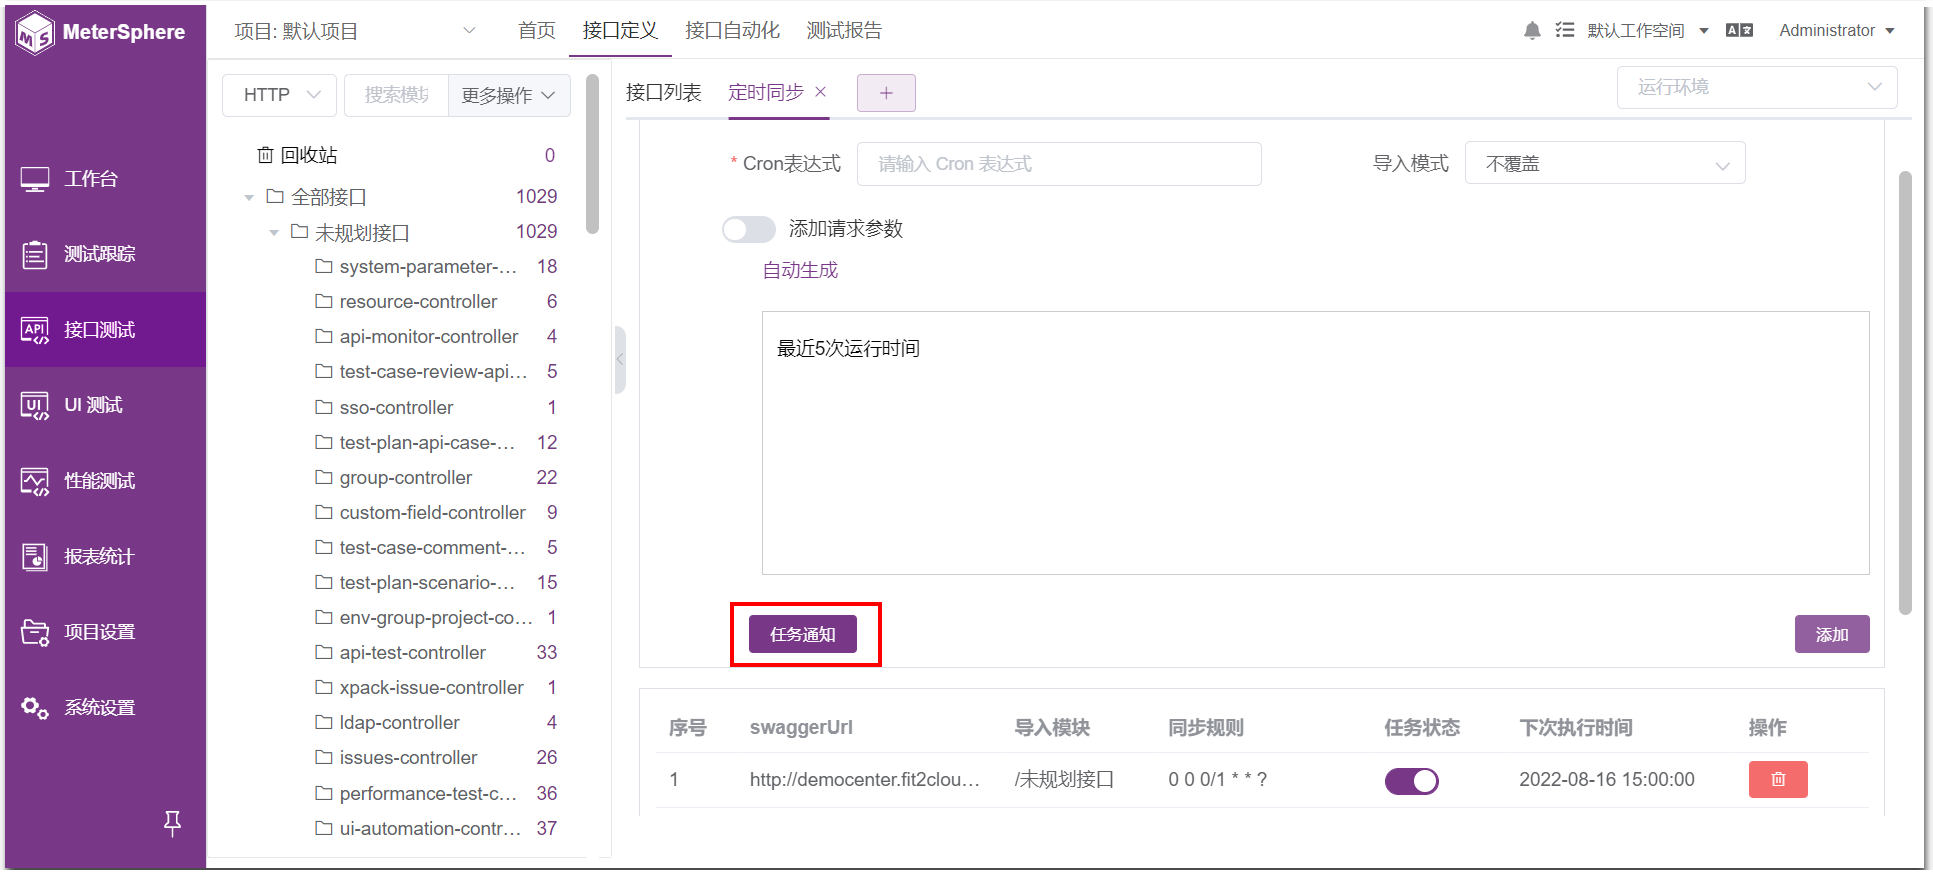 MeterSphere
项目: 默认项目
首页
接口定义
接口自动化
测试报告
默认工作空间
Administrator
工作台
测试跟踪
接口测试
UI 测试
性能测试
报表统计
项目设置
系统设置
HTTP
搜索模块
更多操作
回收站 0
全部接口 1029
未规划接口 1029
system-parameter-... 18
resource-controller 6
api-monitor-controller 4
test-case-review-api... 5
sso-controller 1
test-plan-api-case-... 12
group-controller 22
custom-field-controller 9
test-case-comment-... 5
test-plan-scenario-... 15
env-group-project-co... 1
api-test-controller 33
xpack-issue-controller 1
ldap-controller 4
issues-controller 26
performance-test-c... 36
ui-automation-contr... 37
接口列表
定时同步 ×
+
运行环境
* Cron表达式
请输入 Cron 表达式
导入模式
不覆盖
添加请求参数
自动生成
最近5次运行时间
任务通知
添加
序号 swaggerUrl 导入模块 同步规则 任务状态 下次执行时间 操作
1 http://democenter.fit2clou... /未规划接口 0 0 0/1 * * ? 2022-08-16 15:00:00